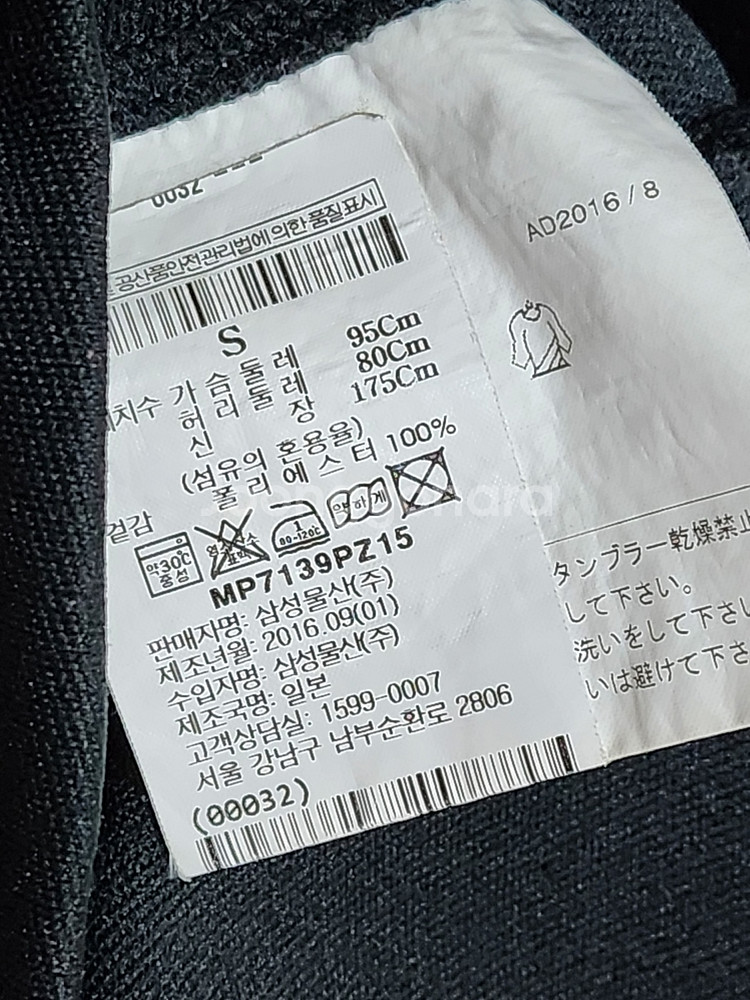 0032
공산품안전관리법에 의한 품질표시
S
치수 가슴둘레 95Cm
허리둘레 80Cm
신장 175Cm
(섬유의 혼용율)
겉감 폴리에스터 100%
약30℃ 중성
1 80-120℃
약하게
MP7139PZ15
판매자명: 삼성물산(주)
제조년월: 2016.09(01)
수입자명: 삼성물산(주)
제조국명: 일본
고객상담실: 1599-0007
서울 강남구 남부순환로 2806
(00032)
AD2016/8
タンブラー乾燥禁止
して下さい。
洗いをして下さい
いは避けて下さ